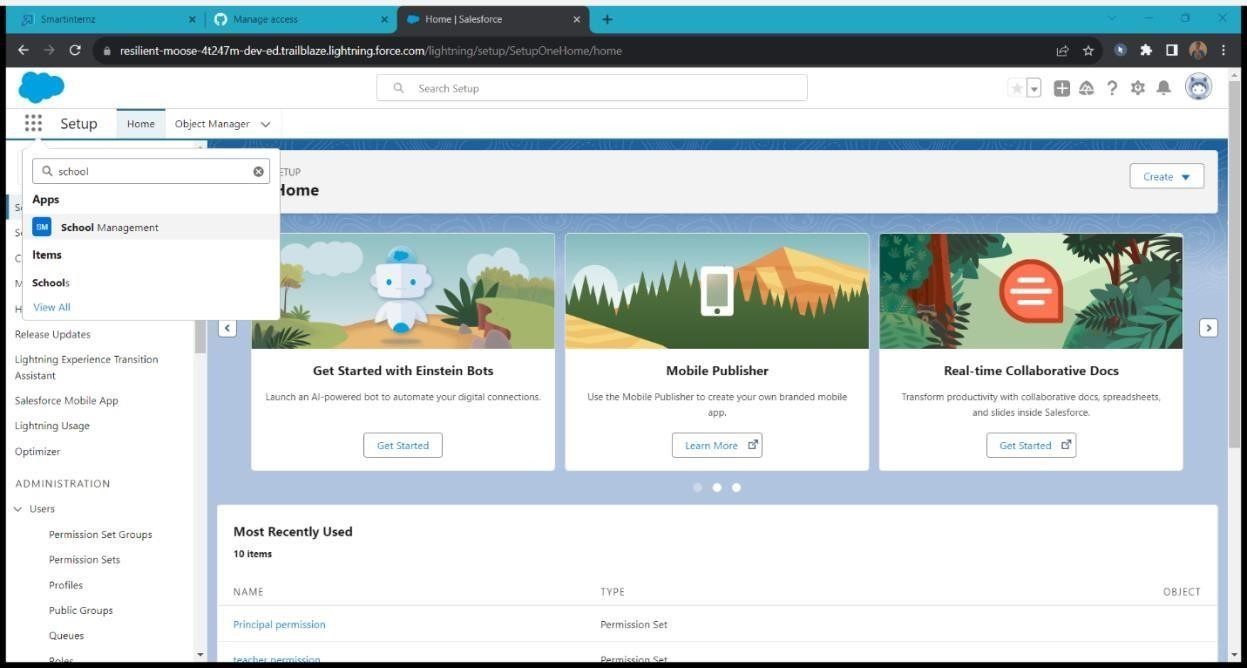 Smartinternz
Manage access
Home | Salesforce
resilient-moose-4t247m-dev-ed.trailblaze.lightning.force.com/lightning/setup/SetupOneHome/home
Search Setup
Setup
Home
Object Manager
school
Apps
SM School Management
Items
Schools
View All
Release Updates
Lightning Experience Transition
Assistant
Salesforce Mobile App
Lightning Usage
Optimizer
ADMINISTRATION
Users
Permission Set Groups
Permission Sets
Profiles
Public Groups
Queues
Roles
SETUP
Home
Create
Get Started with Einstein Bots
Launch an AI-powered bot to automate your digital connections.
Get Started
Mobile Publisher
Use the Mobile Publisher to create your own branded mobile
app.
Learn More
Real-time Collaborative Docs
Transform productivity with collaborative docs, spreadsheets,
and slides inside Salesforce.
Get Started
Most Recently Used
10 items
NAME TYPE OBJECT
Principal permission Permission Set
teacher permission Permission Set